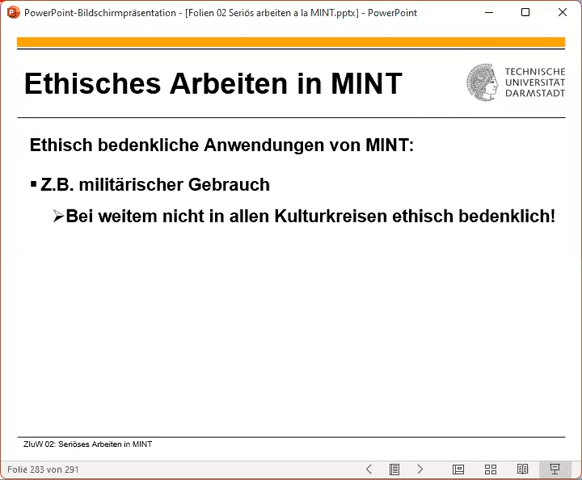 PowerPoint-Bildschirmpräsentation - [Folien 02 Seriös arbeiten a la MINT.pptx] - PowerPoint
Ethisches Arbeiten in MINT
TECHNISCHE
UNIVERSITÄT
DARMSTADT
Ethisch bedenkliche Anwendungen von MINT:
▪ Z.B. militärischer Gebrauch
➢Bei weitem nicht in allen Kulturkreisen ethisch bedenklich!
ZIuW 02: Seriöses Arbeiten in MINT
Folie 283 von 291